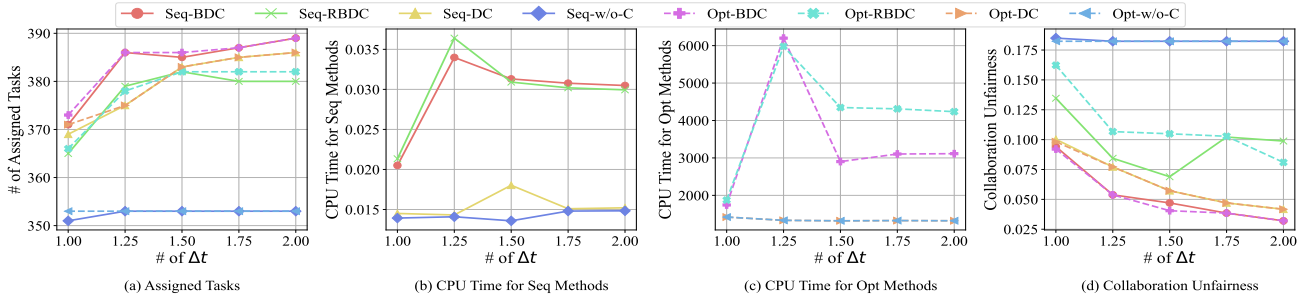 Seq-BDC Seq-RBDC Seq-DC Seq-w/o-C Opt-BDC Opt-RBDC Opt-DC Opt-w/o-C
# of Assigned Tasks
390
380
370
360
350
1.00 1.25 1.50 1.75 2.00
# of Δt
(a) Assigned Tasks
CPU Time for Seq Methods
0.035
0.030
0.025
0.020
0.015
1.00 1.25 1.50 1.75 2.00
# of Δt
(b) CPU Time for Seq Methods
CPU Time for Opt Methods
6000
5000
4000
3000
2000
1.00 1.25 1.50 1.75 2.00
# of Δt
(c) CPU Time for Opt Methods
Collaboration Unfairness
0.175
0.150
0.125
0.100
0.075
0.050
0.025
1.00 1.25 1.50 1.75 2.00
# of Δt
(d) Collaboration Unfairness